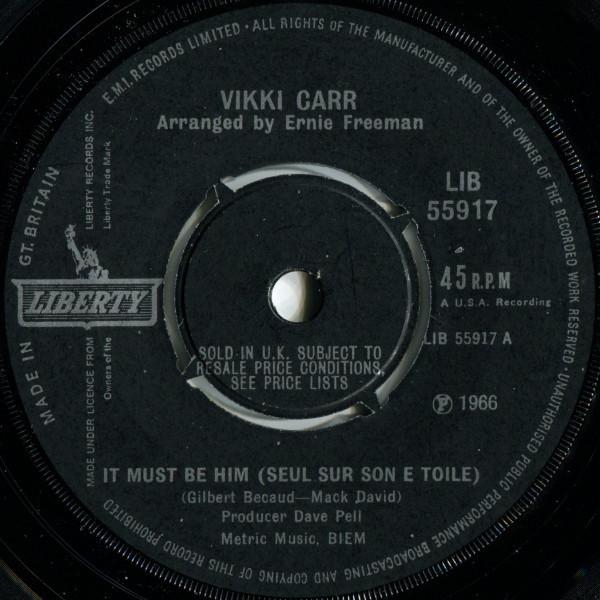 E.M.I. RECORDS LIMITED • ALL RIGHTS OF THE MANUFACTURER AND OF THE OWNER OF THE RECORDED WORK RESERVED • UNAUTHORISED PUBLIC PERFORMANCE BROADCASTING AND COPYING OF THIS RECORD PROHIBITED
MADE IN GT. BRITAIN
VIKKI CARR
Arranged by Ernie Freeman
LIBERTY RECORDS INC.
Liberty Trade Mark
LIBERTY
MADE UNDER LICENCE FROM
Owners of the
LIB
55917
45 R.P.M
A U.S.A. Recording
LIB 55917 A
SOLD IN U.K. SUBJECT TO
RESALE PRICE CONDITIONS,
SEE PRICE LISTS
Ⓟ 1966
IT MUST BE HIM (SEUL SUR SON E TOILE)
(Gilbert Becaud—Mack David)
Producer Dave Pell
Metric Music, BIEM